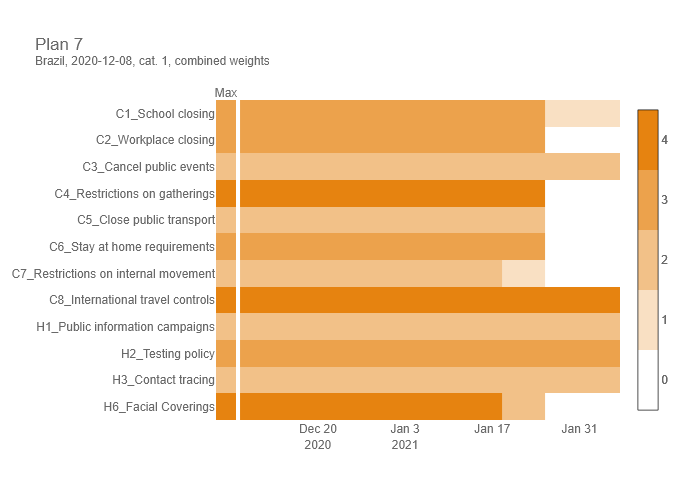 Plan 7
Brazil, 2020-12-08, cat. 1, combined weights
Max
C1_School closing
C2_Workplace closing
C3_Cancel public events
C4_Restrictions on gatherings
C5_Close public transport
C6_Stay at home requirements
C7_Restrictions on internal movement
C8_International travel controls
H1_Public information campaigns
H2_Testing policy
H3_Contact tracing
H6_Facial Coverings
Dec 20 Jan 3 Jan 17 Jan 31
2020 2021
4
3
2
1
0